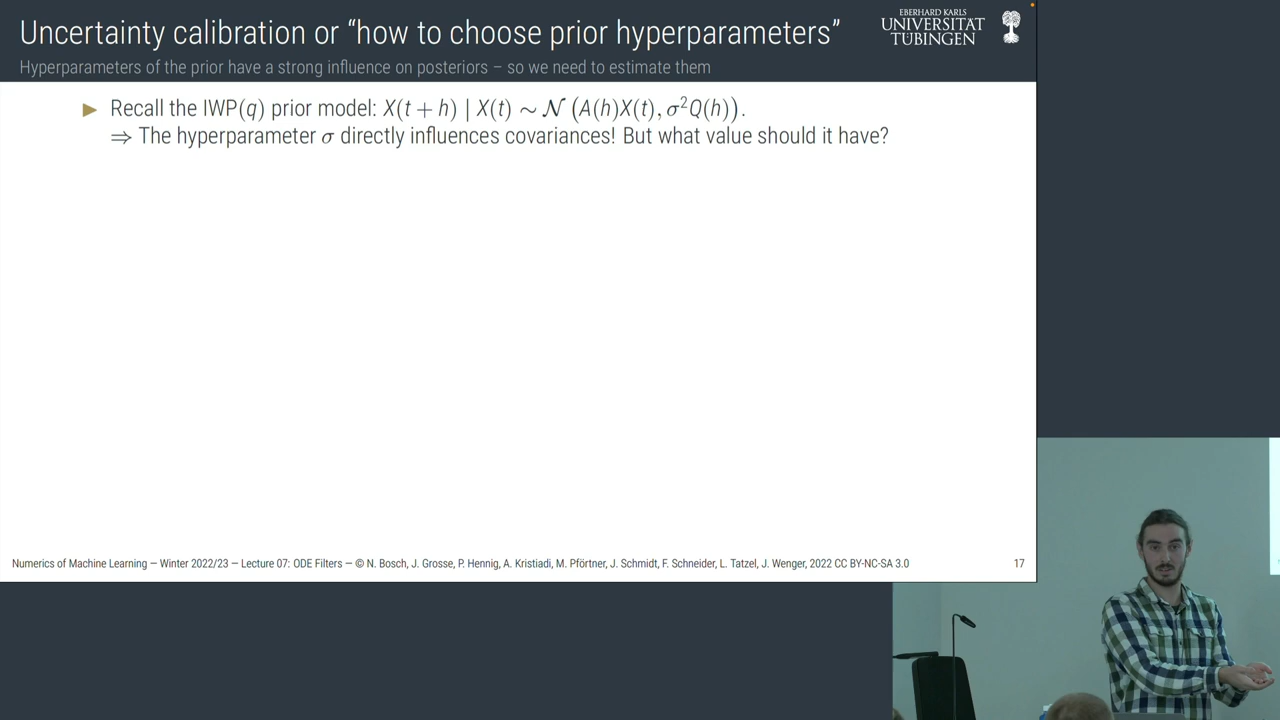 Uncertainty calibration or “how to choose prior hyperparameters”
Hyperparameters of the prior have a strong influence on posteriors – so we need to estimate them
EBERHARD KARLS
UNIVERSITÄT
TÜBINGEN
▶ Recall the IWP(q) prior model: X(t + h) | X(t) ∼ 𝒩 (A(h)X(t), σ²Q(h)).
⇒ The hyperparameter σ directly influences covariances! But what value should it have?
Numerics of Machine Learning — Winter 2022/23 — Lecture 07: ODE Filters — © N. Bosch, J. Grosse, P. Hennig, A. Kristiadi, M. Pförtner, J. Schmidt, F. Schneider, L. Tatzel, J. Wenger, 2022 CC BY-NC-SA 3.0
17